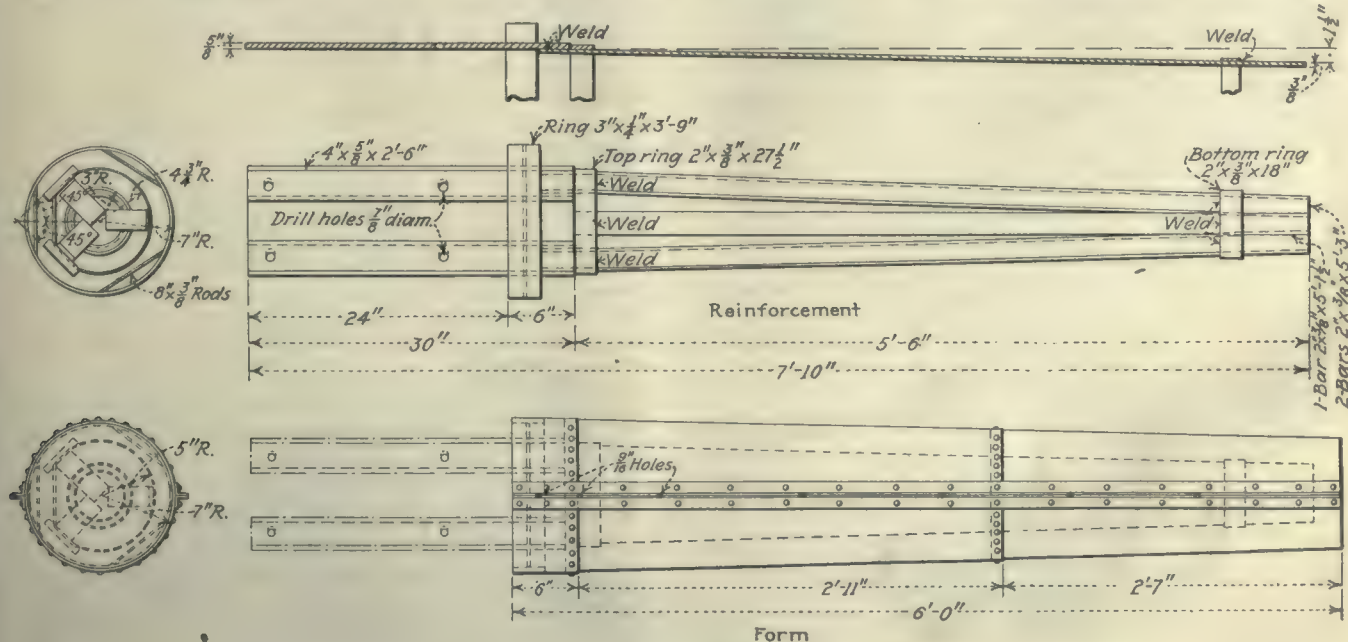 5/8"
Weld
Weld
1 1/2"
3/8"
Ring 3"x 1/4"x 3'-9"
4"x 5/8"x 2'-6"
Top ring 2"x 3/8"x 27 1/2"
Bottom ring
2"x 3/8"x 18"
4 3/4"R.
3"R.
45°
45°
7"R.
8"x 3/8" Rods
Drill holes 7/8" diam.
Weld
Weld
Weld
Weld
24"
6"
Reinforcement
30"
5'-6"
7'-10"
1-Bar 2"x 3/8"x 5'-1 1/2"
2-Bars 2"x 3/8"x 5'-3"
5"R.
7"R.
9/16" Holes
6"
2'-11"
2'-7"
6'-0"
Form